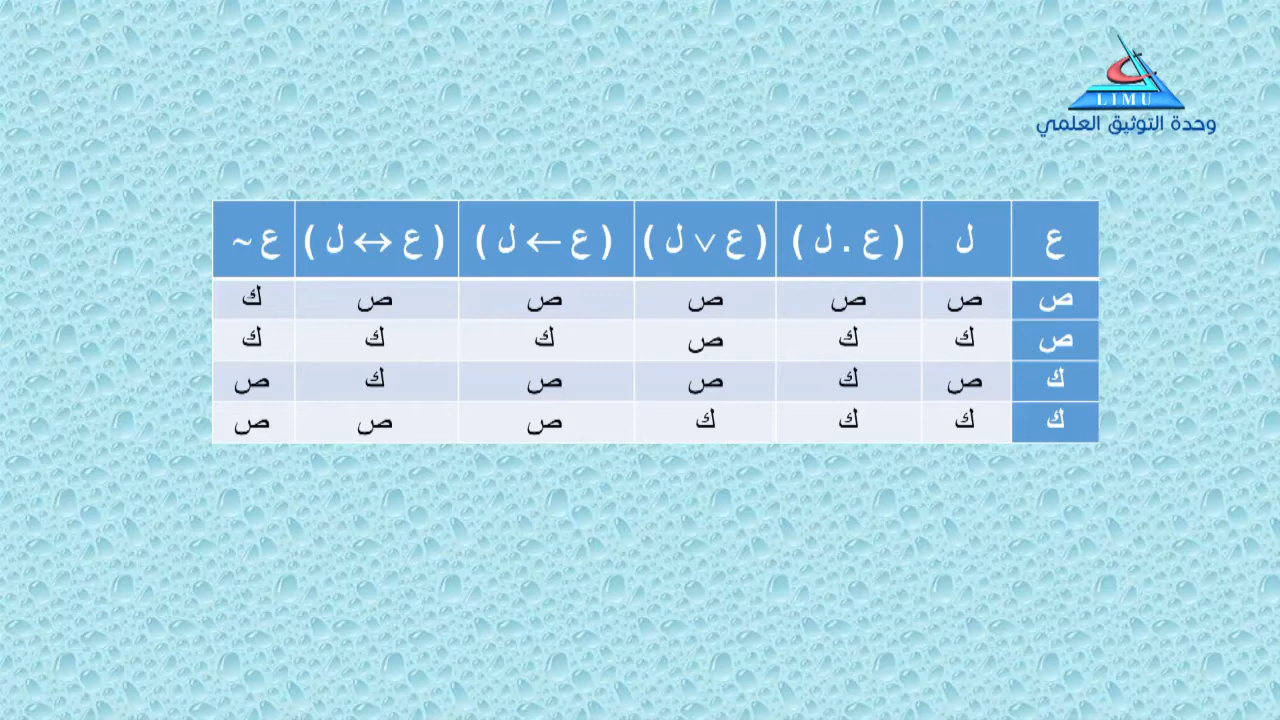 LIMU
وحدة التوثيق العلمي
ع ل ( ع . ل ) ( ع ∨ ل ) ( ع ← ل ) ( ع ↔ ل ) ع ~
ص ص ص ص ص ص ك
ص ك ك ص ك ك ك
ك ص ك ص ص ك ص
ك ك ك ك ص ص ص